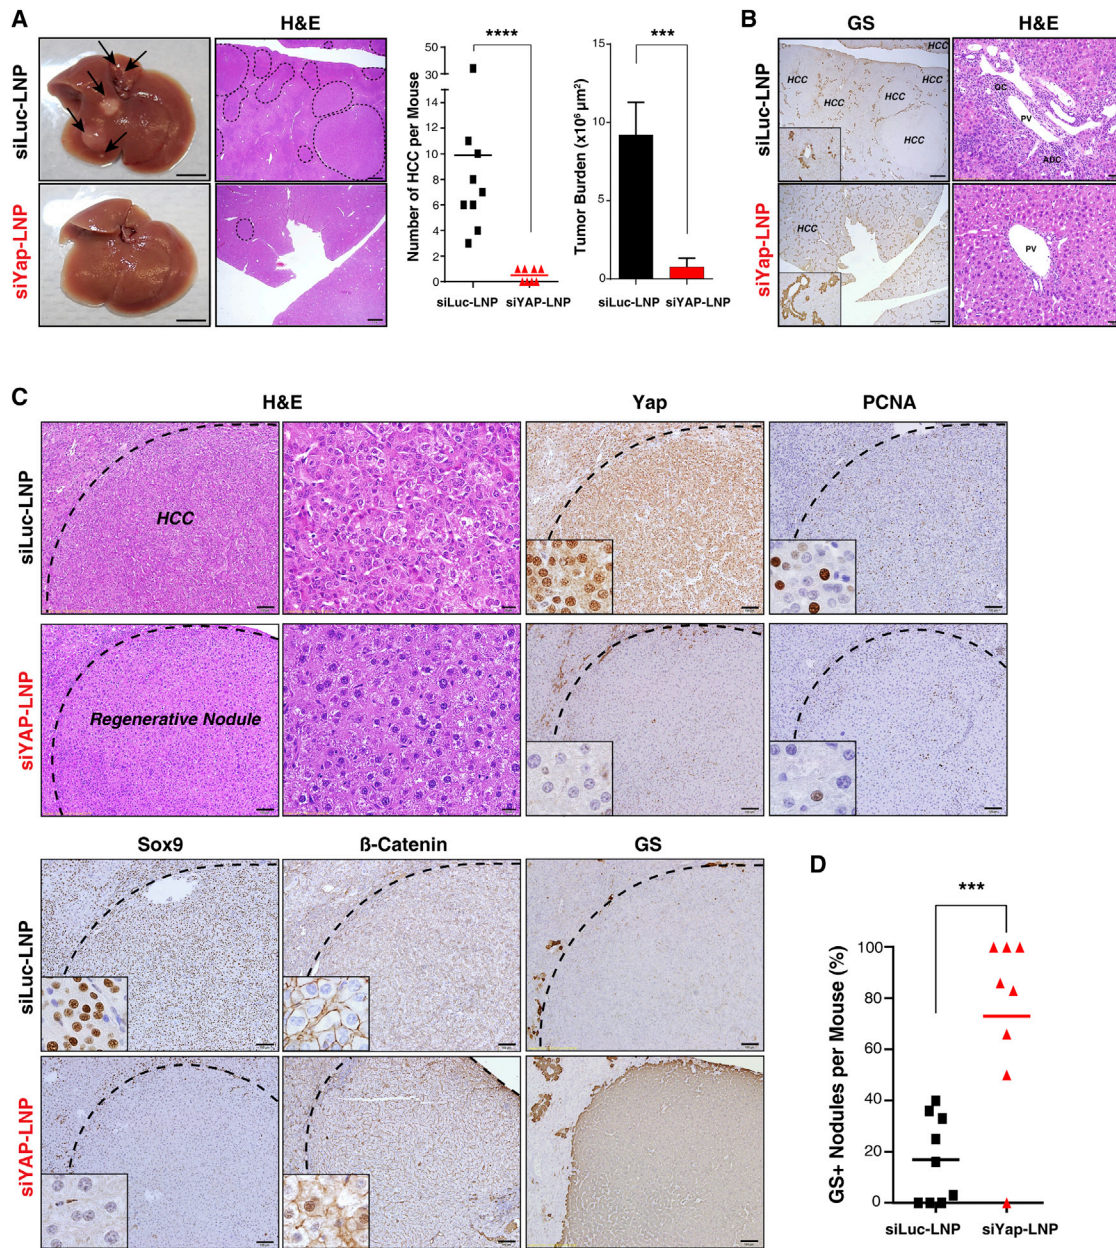 A
H&E
siLuc-LNP
siYap-LNP
Number of HCC per Mouse
50
30
14
12
10
8
6
4
2
0
****
siLuc-LNP
siYAP-LNP
Tumor Burden (x10⁶ µm²)
15
10
5
0
***
siLuc-LNP
siYAP-LNP
B
GS
H&E
siLuc-LNP
siYap-LNP
HCC
HCC
HCC
HCC
HCC
HCC
HCC
OC
PV
ADC
PV
C
H&E
Yap
PCNA
siLuc-LNP
HCC
siYAP-LNP
Regenerative Nodule
Sox9
ß-Catenin
GS
siLuc-LNP
siYAP-LNP
D
***
GS+ Nodules per Mouse (%)
100
80
60
40
20
0
siLuc-LNP
siYap-LNP